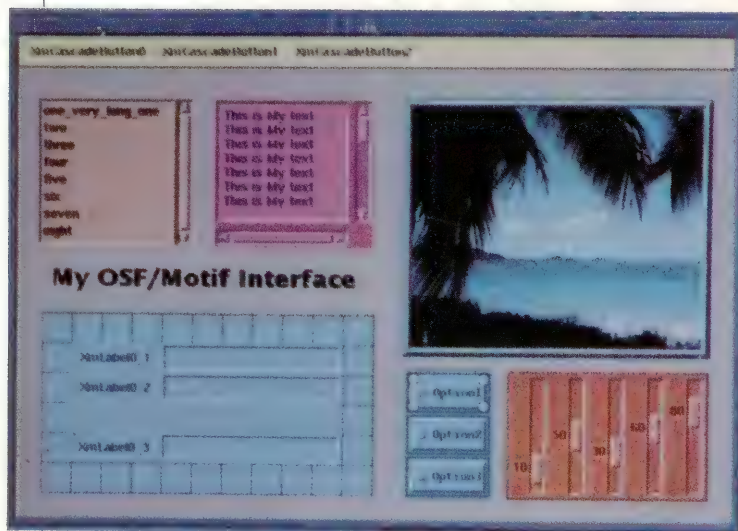 XmCascadeButton0 XmCascadeButton1 XmCascadeButton2
one_very_long_one
two
three
four
five
six
seven
eight
This is My text
This is My text
This is My text
This is My text
This is My text
This is My text
This is My text
My OSF/Motif Interface
XmLabel0 1
XmLabel0 2
XmLabel0 3
Option1
Option2
Option3
10
50
30
60
80